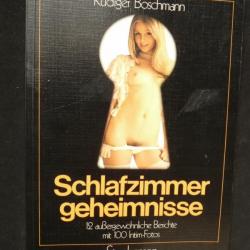 Rüdiger Boschmann
Schlafzimmer
geheimnisse
12 außergewöhnliche Berichte
mit 100 Intim-Fotos